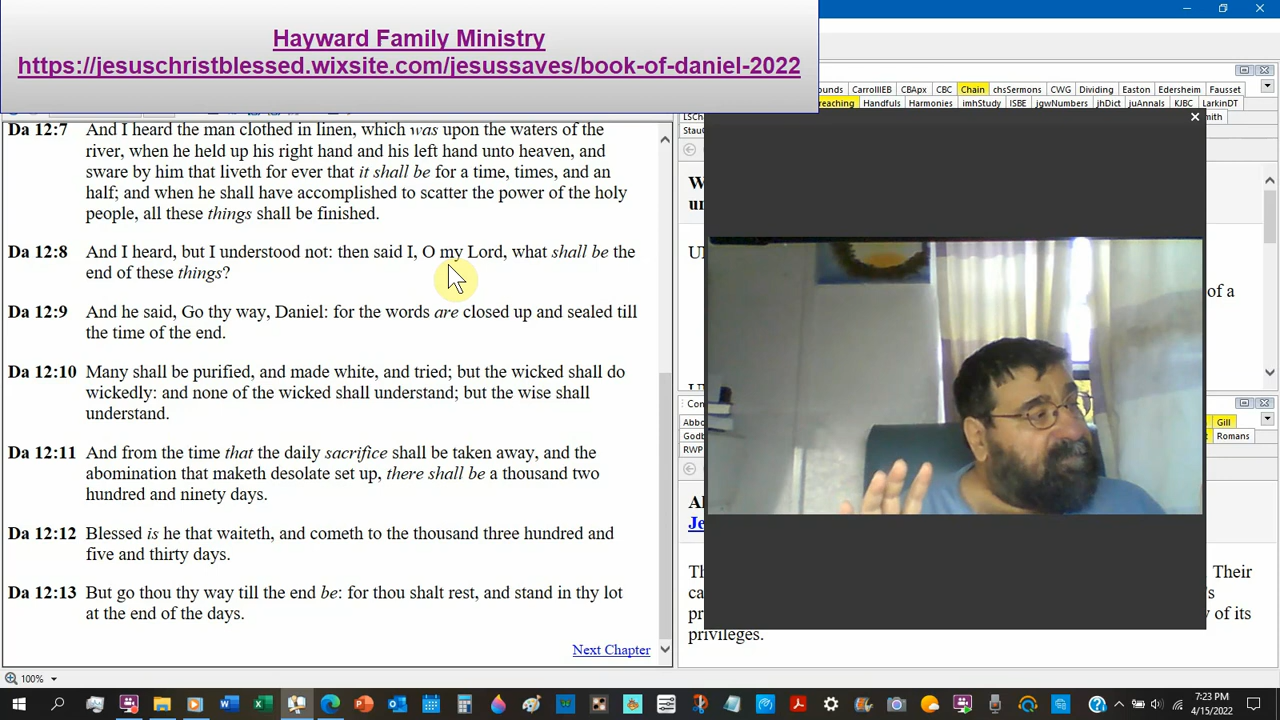 Hayward Family Ministry
https://jesuschristblessed.wixsite.com/jesussaves/book-of-daniel-2022
ounds CarrollIEB CBApx CBC Chain chsSermons CWG Dividing Easton Edersheim Fausset
reaching Handfuls Harmonies imhStudy ISBE jgwNumbers jhDict juAnnals KJBC LarkinDT
Da 12:7 And I heard the man clothed in linen, which was upon the waters of the
river, when he held up his right hand and his left hand unto heaven, and
sware by him that liveth for ever that it shall be for a time, times, and an
half; and when he shall have accomplished to scatter the power of the holy
people, all these things shall be finished.
Da 12:8 And I heard, but I understood not: then said I, O my Lord, what shall be the
end of these things?
Da 12:9 And he said, Go thy way, Daniel: for the words are closed up and sealed till
the time of the end.
Da 12:10 Many shall be purified, and made white, and tried; but the wicked shall do
wickedly: and none of the wicked shall understand; but the wise shall
understand.
Da 12:11 And from the time that the daily sacrifice shall be taken away, and the
abomination that maketh desolate set up, there shall be a thousand two
hundred and ninety days.
Da 12:12 Blessed is he that waiteth, and cometh to the thousand three hundred and
five and thirty days.
Da 12:13 But go thou thy way till the end be: for thou shalt rest, and stand in thy lot
at the end of the days.
Next Chapter
of a
Gill
Romans
RWP
Their
privileges.
y of its
100%
7:23 PM
4/15/2022